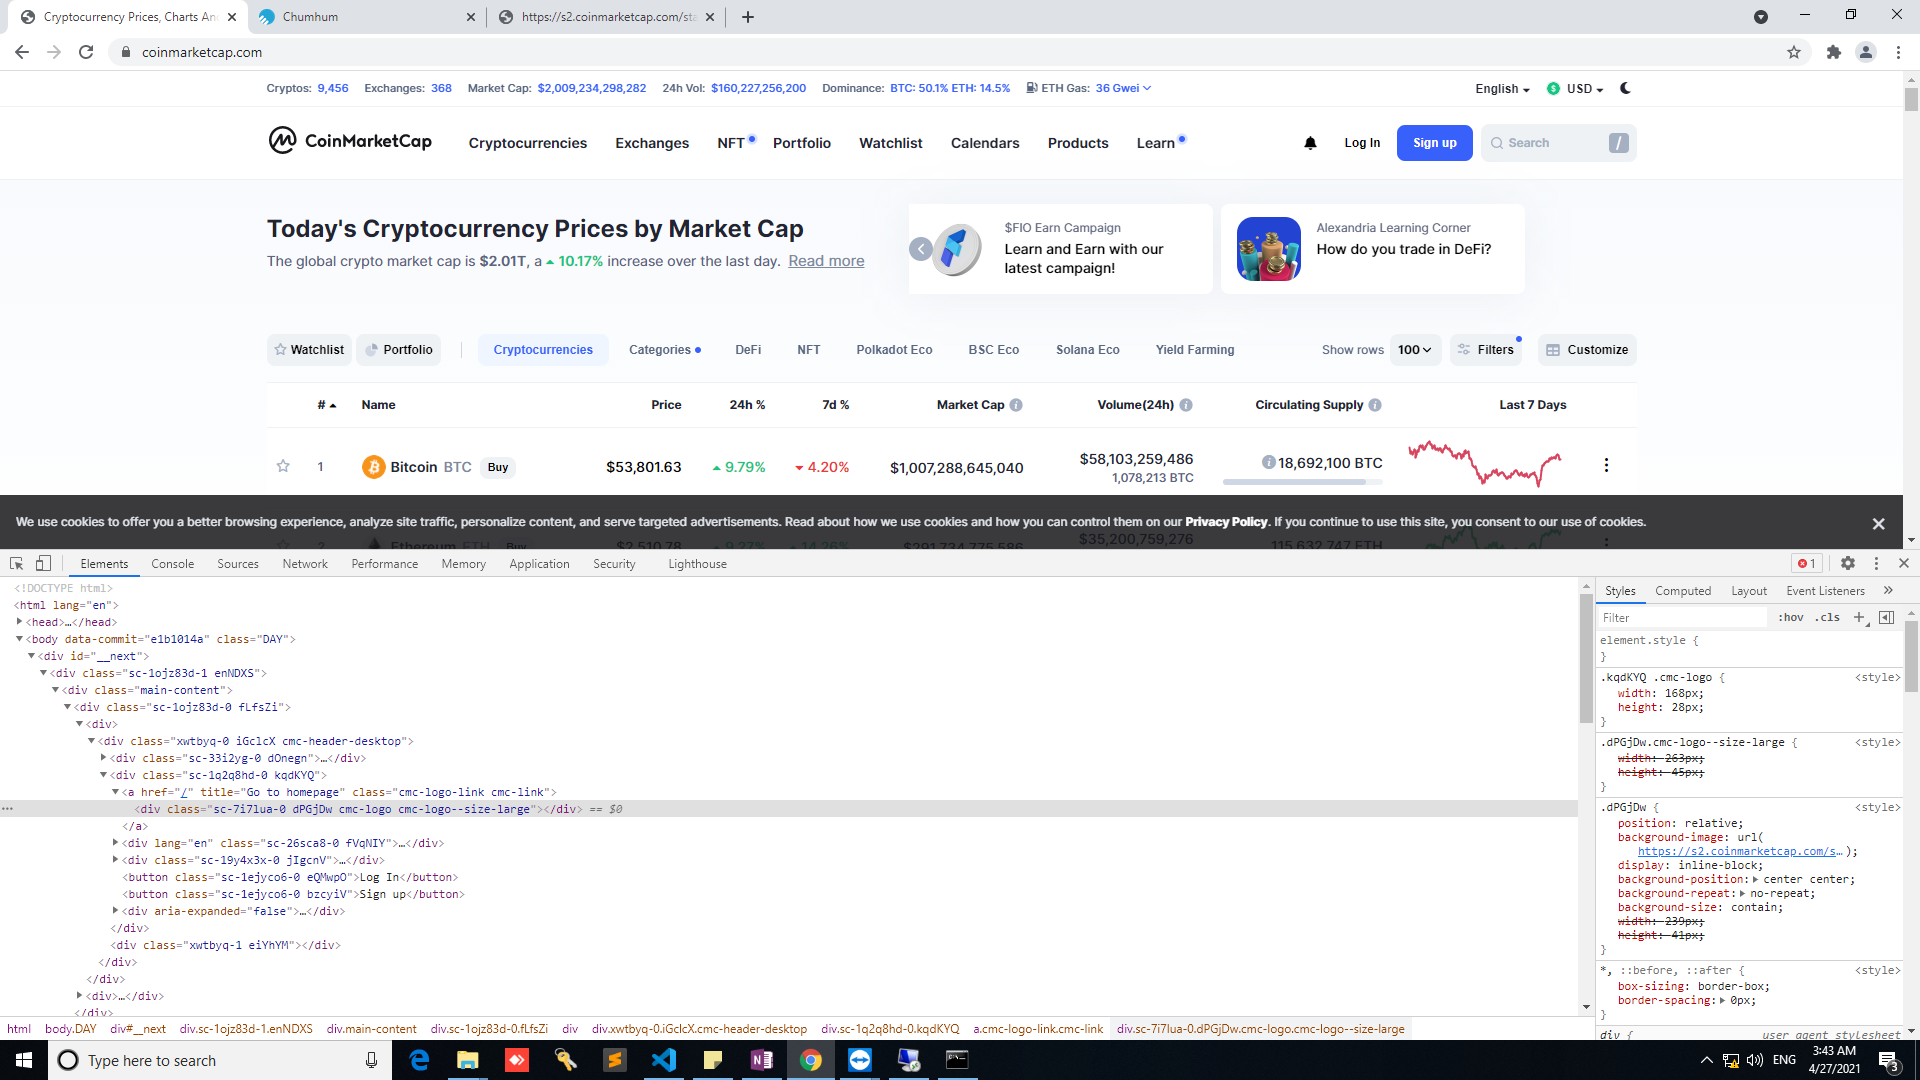 Cryptocurrency Prices, Charts An
Chumhum
https://s2.coinmarketcap.com/sta
coinmarketcap.com
Cryptos: 9,456 Exchanges: 368 Market Cap: $2,009,234,298,282 24h Vol: $160,227,256,200 Dominance: BTC: 50.1% ETH: 14.5% ETH Gas: 36 Gwei
English USD
CoinMarketCap Cryptocurrencies Exchanges NFT Portfolio Watchlist Calendars Products Learn Log In Sign up Search /
Today's Cryptocurrency Prices by Market Cap
The global crypto market cap is $2.01T, a 10.17% increase over the last day. Read more
$FIO Earn Campaign
Learn and Earn with our
latest campaign!
Alexandria Learning Corner
How do you trade in DeFi?
Watchlist Portfolio Cryptocurrencies Categories DeFi NFT Polkadot Eco BSC Eco Solana Eco Yield Farming Show rows 100 Filters Customize
# Name Price 24h % 7d % Market Cap Volume(24h) Circulating Supply Last 7 Days
1 Bitcoin BTC Buy $53,801.63 9.79% 4.20% $1,007,288,645,040 $58,103,259,486 18,692,100 BTC
1,078,213 BTC
We use cookies to offer you a better browsing experience, analyze site traffic, personalize content, and serve targeted advertisements. Read about how we use cookies and how you can control them on our Privacy Policy. If you continue to use this site, you consent to our use of cookies.
2 Ethereum ETH Buy $2,510.78 9.27% 14.26% $291,734,775,586 $35,200,759,276 115,632,747 ETH
Elements Console Sources Network Performance Memory Application Security Lighthouse 1
<!DOCTYPE html>
<html lang="en">
<head>…</head>
<body data-commit="e1b1014a" class="DAY">
<div id="__next">
<div class="sc-1ojz83d-1 enNDXS">
<div class="main-content">
<div class="sc-1ojz83d-0 fLfsZi">
<div>
<div class="xwtbyq-0 iGclcX cmc-header-desktop">
<div class="sc-33i2yg-0 dOnegn">…</div>
<div class="sc-1q2q8hd-0 kqdKYQ">
<a href="/" title="Go to homepage" class="cmc-logo-link cmc-link">
<div class="sc-7i7lua-0 dPGjDw cmc-logo cmc-logo--size-large"></div> == $0
</a>
<div lang="en" class="sc-26sca8-0 fVqNIY">…</div>
<div class="sc-19y4x3x-0 jIgcnV">…</div>
<button class="sc-1ejyco6-0 eQMwpO">Log In</button>
<button class="sc-1ejyco6-0 bzcyiV">Sign up</button>
<div aria-expanded="false">…</div>
</div>
<div class="xwtbyq-1 eiYhYM"></div>
</div>
</div>
<div>…</div>
</div>
html body.DAY div#__next div.sc-1ojz83d-1.enNDXS div.main-content div.sc-1ojz83d-0.fLfsZi div div.xwtbyq-0.iGclcX.cmc-header-desktop div.sc-1q2q8hd-0.kqdKYQ a.cmc-logo-link.cmc-link div.sc-7i7lua-0.dPGjDw.cmc-logo.cmc-logo--size-large
Styles Computed Layout Event Listeners »
Filter :hov .cls +
element.style {
}
.kqdKYQ .cmc-logo { <style>
width: 168px;
height: 28px;
}
.dPGjDw.cmc-logo--size-large { <style>
width: 263px;
height: 45px;
}
.dPGjDw { <style>
position: relative;
background-image: url(
https://s2.coinmarketcap.com/s… );
display: inline-block;
background-position: center center;
background-repeat: no-repeat;
background-size: contain;
width: 239px;
height: 41px;
}
*, ::before, ::after { <style>
box-sizing: border-box;
border-spacing: 0px;
}
div { user agent stylesheet
Type here to search
ENG
3:43 AM
4/27/2021
3